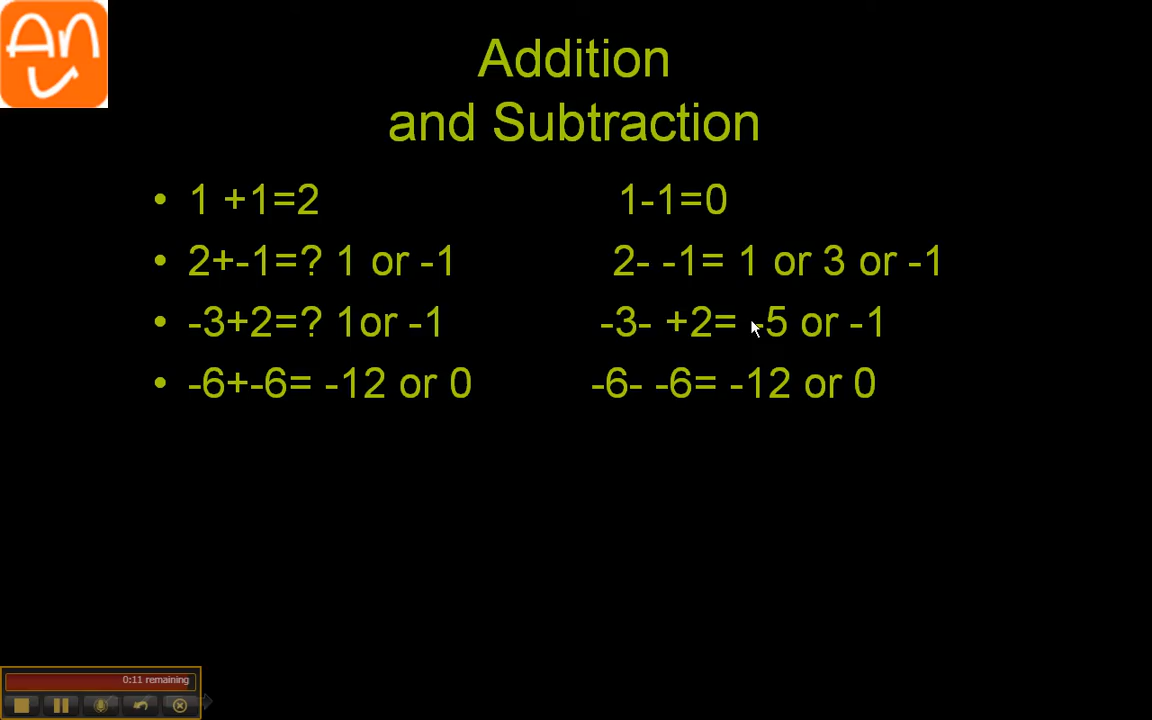 An
Addition
and Subtraction
• 1 +1=2 1-1=0
• 2+-1=? 1 or -1 2- -1= 1 or 3 or -1
• -3+2=? 1or -1 -3- +2= -5 or -1
• -6+-6= -12 or 0 -6- -6= -12 or 0
0:11 remaining